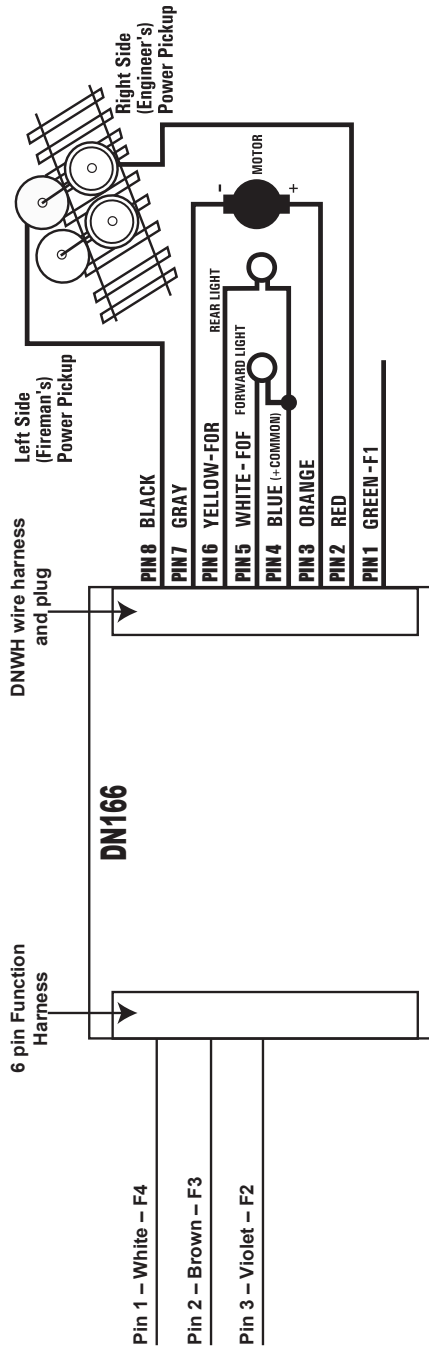 6 pin Function
Harness
DNWH wire harness
and plug
Left Side
(Fireman's)
Power Pickup
Right Side
(Engineer's)
Power Pickup
DN166
Pin 1 – White – F4
Pin 2 – Brown – F3
Pin 3 – Violet – F2
PIN 8 BLACK
PIN 7 GRAY
PIN 6 YELLOW-F0R
PIN 5 WHITE - F0F
PIN 4 BLUE (+COMMON)
PIN 3 ORANGE
PIN 2 RED
PIN 1 GREEN-F1
FORWARD LIGHT
REAR LIGHT
-
MOTOR
+